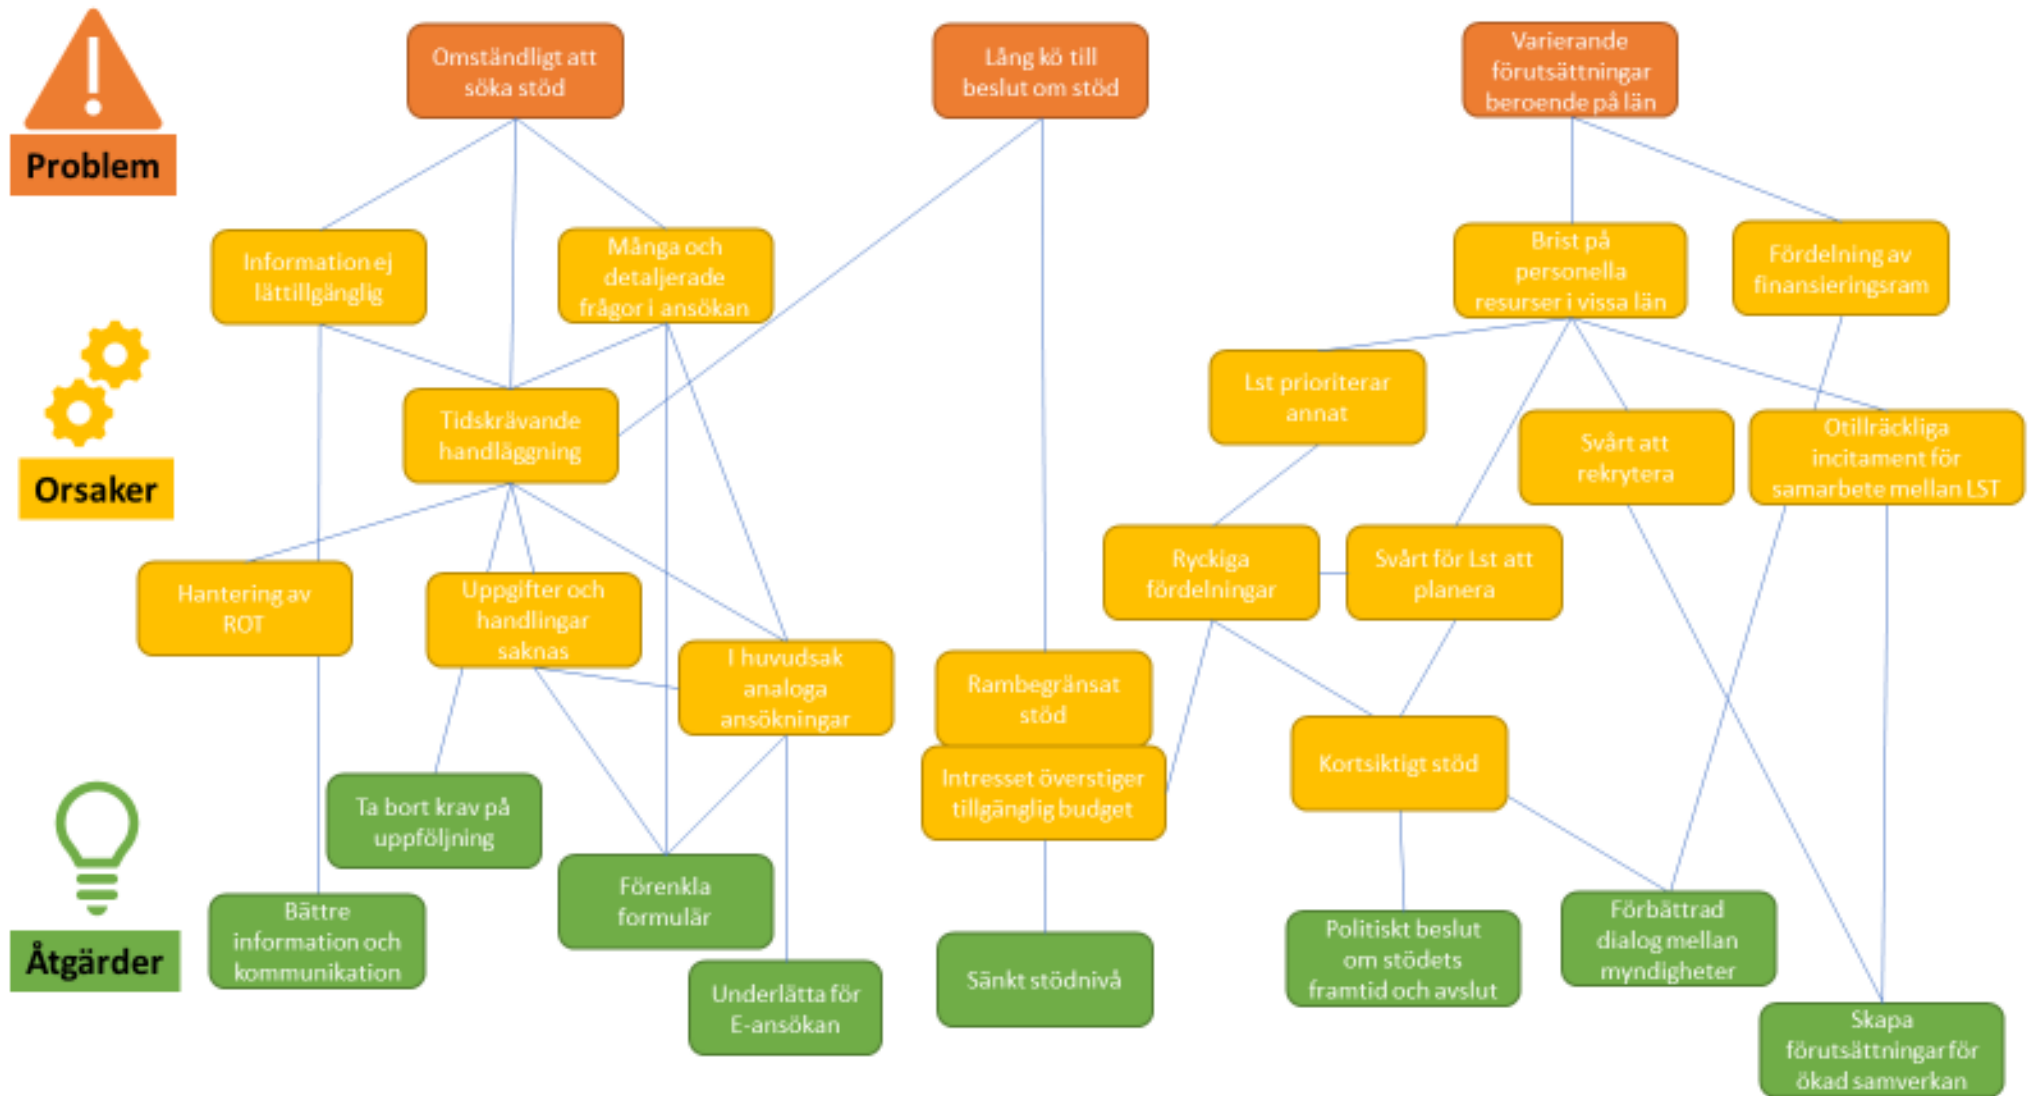 Problem
Omständligt att
söka stöd
Lång kö till
beslut om stöd
Varierande
förutsättningar
beroende på län
Information ej
lättillgänglig
Många och
detaljerade
frågor i ansökan
Brist på
personella
resurser i vissa län
Fördelning av
finansieringsram
Orsaker
Tidskrävande
handläggning
Lst prioriterar
annat
Svårt att
rekrytera
Otillräckliga
incitament för
samarbete mellan LST
Hantering av
ROT
Uppgifter och
handlingar
saknas
I huvudsak
analoga
ansökningar
Rambegränsat
stöd
Intresset överstiger
tillgänglig budget
Ryckiga
fördelningar
Svårt för Lst att
planera
Kortsiktigt stöd
Åtgärder
Ta bort krav på
uppföljning
Bättre
information och
kommunikation
Förenkla
formulär
Underlätta för
E-ansökan
Sänkt stödnivå
Politiskt beslut
om stödets
framtid och avslut
Förbättrad
dialog mellan
myndigheter
Skapa
förutsättningar för
ökad samverkan